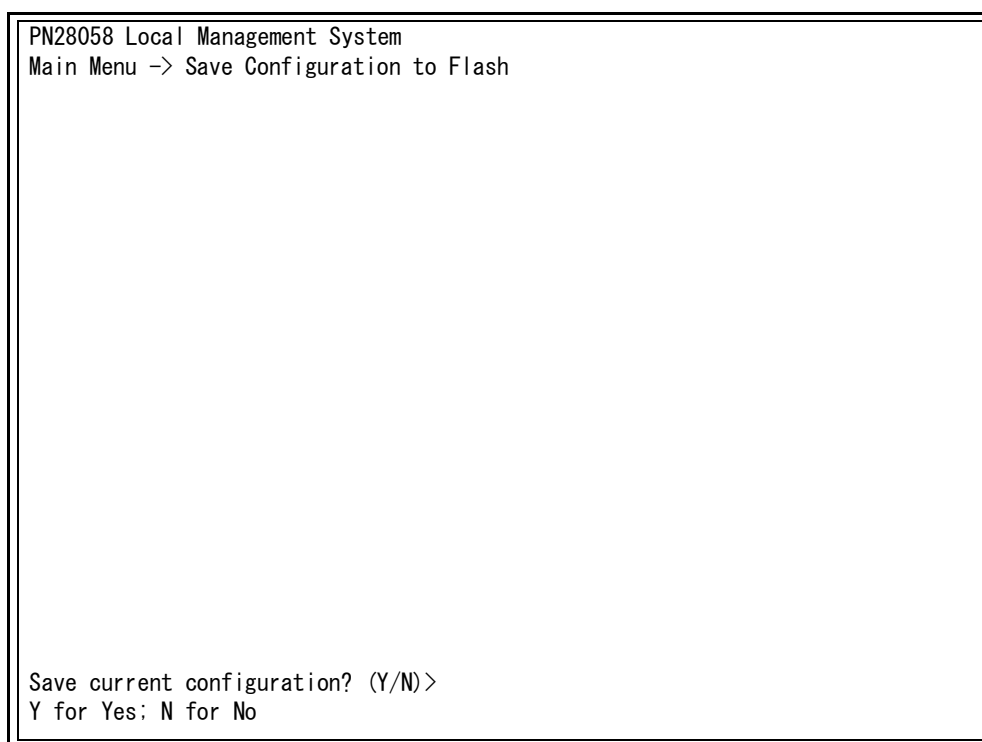 PN28058 Local Management System
Main Menu -> Save Configuration to Flash
Save current configuration? (Y/N)>
Y for Yes; N for No